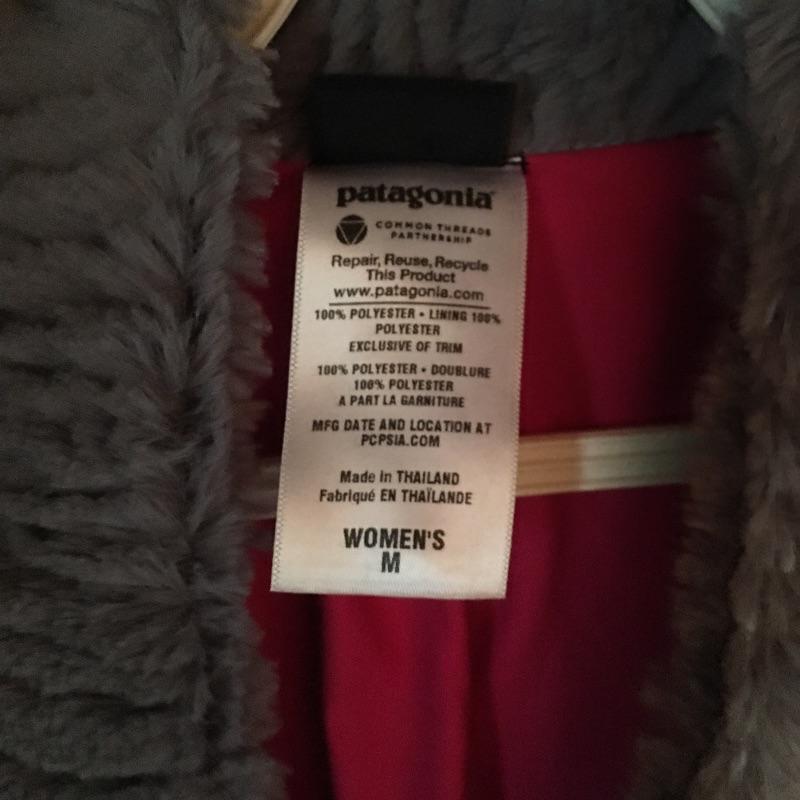 patagonia
COMMON THREADS
PARTNERSHIP
Repair, Reuse, Recycle
This Product
www.patagonia.com
100% POLYESTER • LINING 100%
POLYESTER
EXCLUSIVE OF TRIM
100% POLYESTER • DOUBLURE
100% POLYESTER
A PART LA GARNITURE
MFG DATE AND LOCATION AT
PCPSIA.COM
Made in THAILAND
Fabriqué EN THAÏLANDE
WOMEN'S
M